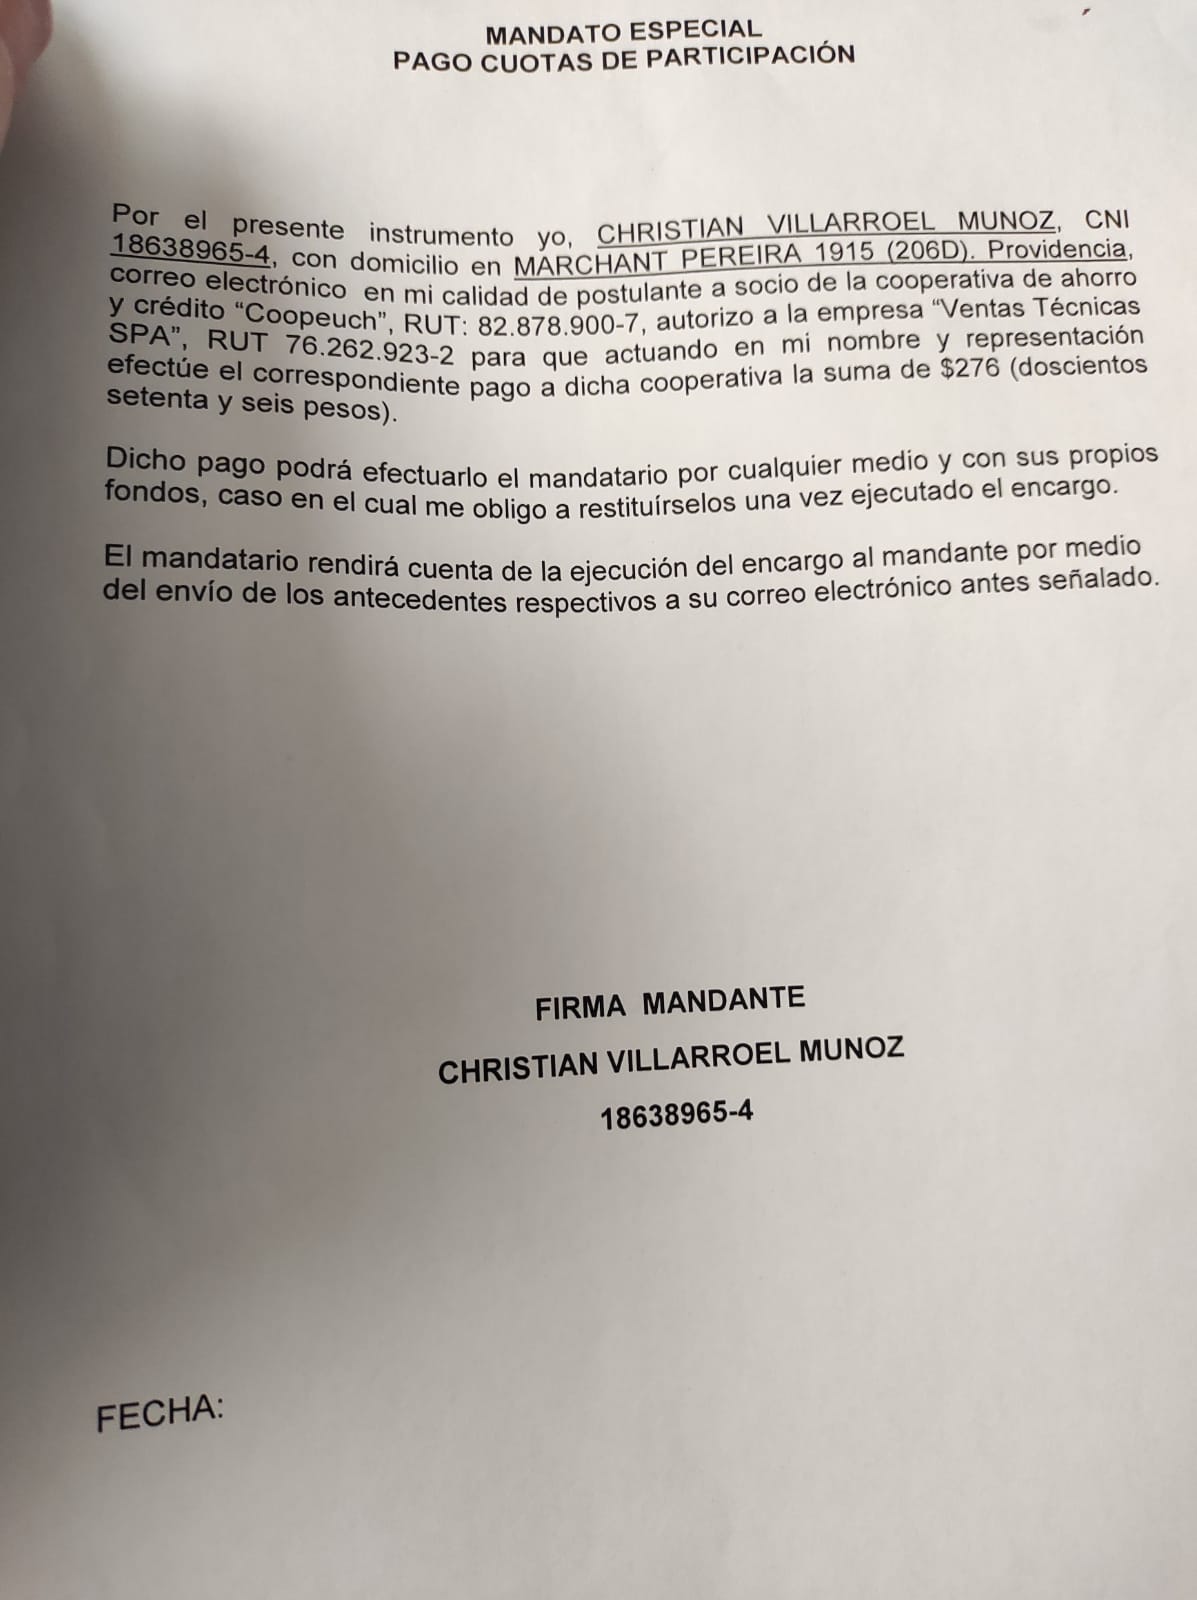 MANDATO ESPECIAL
PAGO CUOTAS DE PARTICIPACIÓN
Por el presente instrumento yo, CHRISTIAN VILLARROEL MUNOZ, CNI
18638965-4, con domicilio en MARCHANT PEREIRA 1915 (206D). Providencia,
correo electrónico en mi calidad de postulante a socio de la cooperativa de ahorro
y crédito “Coopeuch”, RUT: 82.878.900-7, autorizo a la empresa “Ventas Técnicas
SPA”, RUT 76.262.923-2 para que actuando en mi nombre y representación
efectúe el correspondiente pago a dicha cooperativa la suma de $276 (doscientos
setenta y seis pesos).
Dicho pago podrá efectuarlo el mandatario por cualquier medio y con sus propios
fondos, caso en el cual me obligo a restituírselos una vez ejecutado el encargo.
El mandatario rendirá cuenta de la ejecución del encargo al mandante por medio
del envío de los antecedentes respectivos a su correo electrónico antes señalado.
FIRMA MANDANTE
CHRISTIAN VILLARROEL MUNOZ
18638965-4
FECHA: